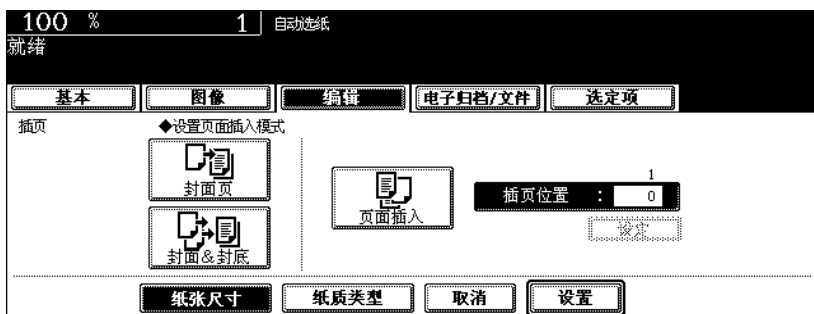 100 % 1 自动选纸
就绪
基本 图像 编辑 电子归档/文件 选定项
插页 ◆设置页面插入模式
封面页
封面&封底
页面插入
1
插页位置 : 0
设定
纸张尺寸 纸质类型 取消 设置